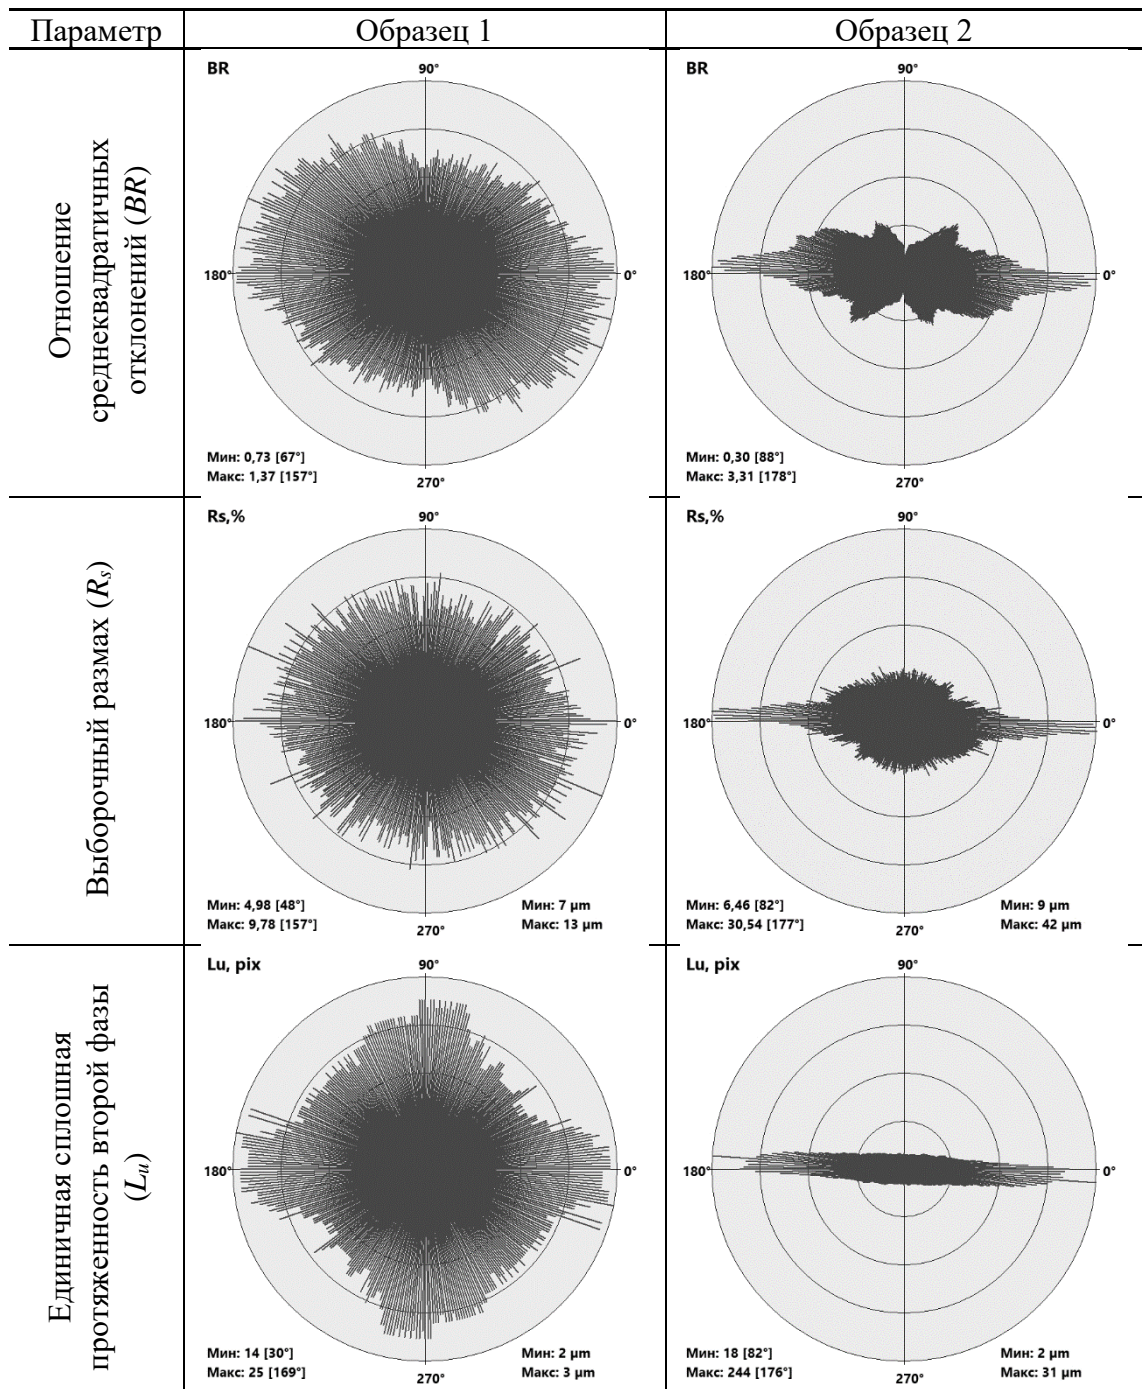 Параметр
Образец 1
Образец 2
Отношение
среднеквадратичных
отклонений (BR)
BR
90°
180°
0°
Мин: 0,73 [67°]
Макс: 1,37 [157°]
270°
BR
90°
180°
0°
Мин: 0,30 [88°]
Макс: 3,31 [178°]
270°
Выборочный размах (Rs)
Rs,%
90°
180°
0°
Мин: 4,98 [48°]
Макс: 9,78 [157°]
Мин: 7 µm
Макс: 13 µm
270°
Rs,%
90°
180°
0°
Мин: 6,46 [82°]
Макс: 30,54 [177°]
Мин: 9 µm
Макс: 42 µm
270°
Единичная сплошная
протяженность второй фазы
(Lu)
Lu, pix
90°
180°
0°
Мин: 14 [30°]
Макс: 25 [169°]
Мин: 2 µm
Макс: 3 µm
270°
Lu, pix
90°
180°
0°
Мин: 18 [82°]
Макс: 244 [176°]
Мин: 2 µm
Макс: 31 µm
270°